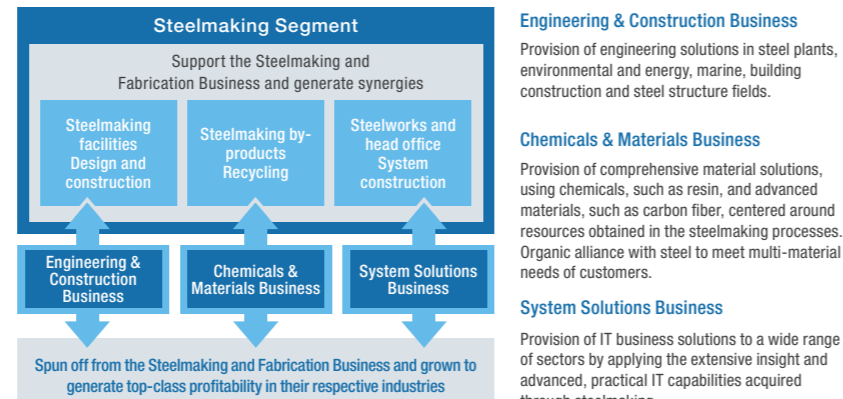 Steelmaking Segment
Support the Steelmaking and
Fabrication Business and generate synergies
Steelmaking
facilities
Design and
construction
Steelmaking by-
products
Recycling
Steelworks and
head office
System
construction
Engineering &
Construction
Business
Chemicals &
Materials Business
System Solutions
Business
Spun off from the Steelmaking and Fabrication Business and grown to
generate top-class profitability in their respective industries
Engineering & Construction Business
Provision of engineering solutions in steel plants,
environmental and energy, marine, building
construction and steel structure fields.
Chemicals & Materials Business
Provision of comprehensive material solutions,
using chemicals, such as resin, and advanced
materials, such as carbon fiber, centered around
resources obtained in the steelmaking processes.
Organic alliance with steel to meet multi-material
needs of customers.
System Solutions Business
Provision of IT business solutions to a wide range
of sectors by applying the extensive insight and
advanced, practical IT capabilities acquired
through steelmaking.